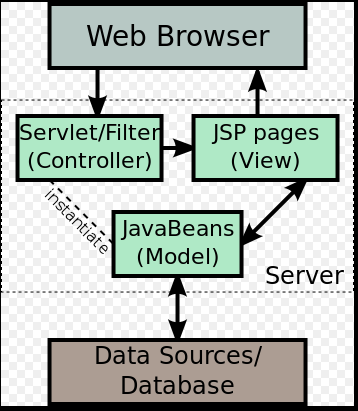 Web Browser
Servlet/Filter
(Controller)
JSP pages
(View)
instantiate
JavaBeans
(Model)
Server
Data Sources/
Database